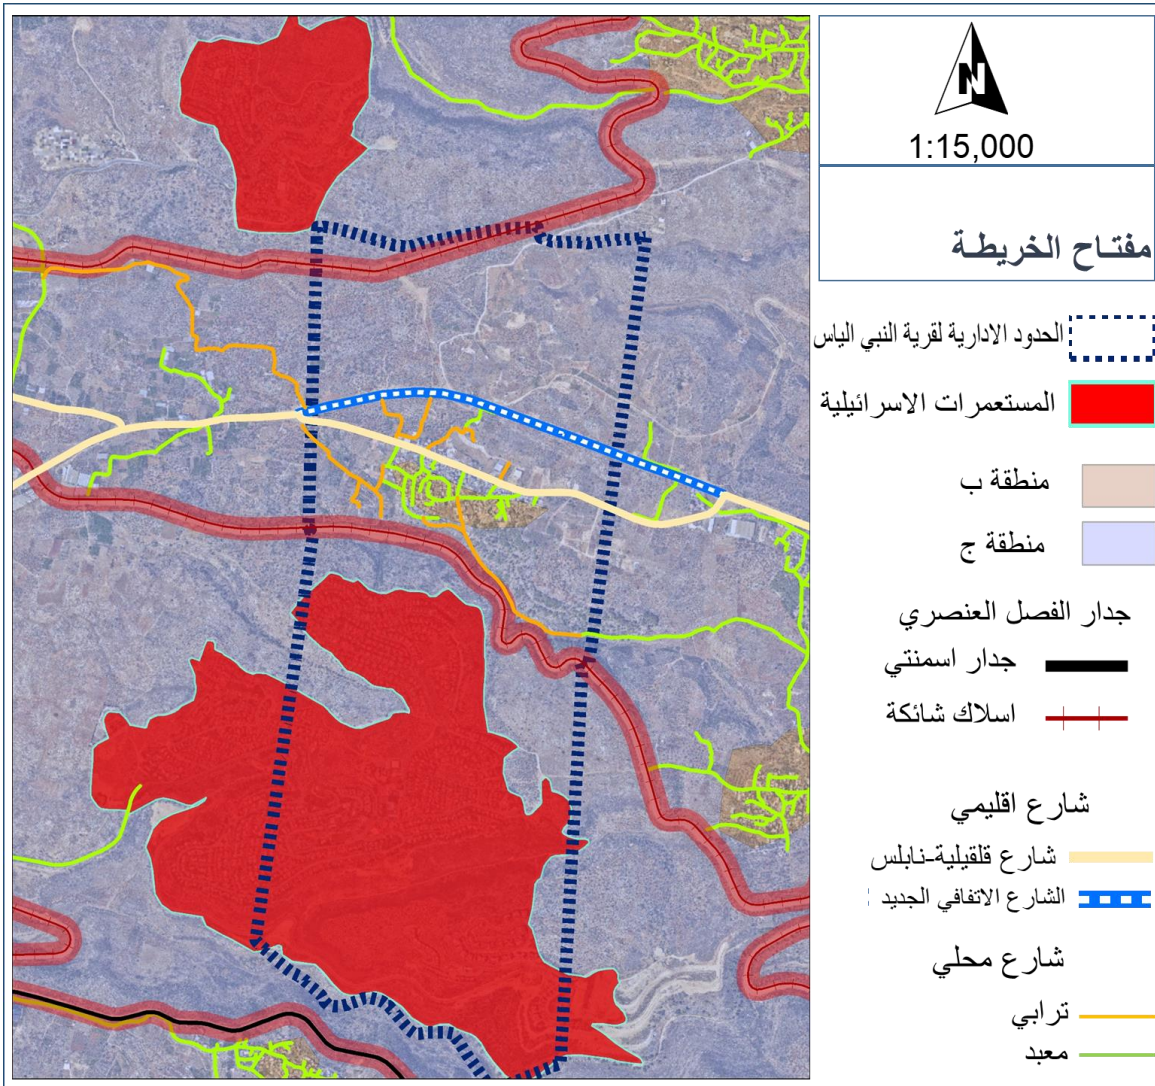 N
1:15,000
مفتاح الخريطة
الحدود الادارية لقرية النبي الياس
المستعمرات الاسرائيلية
منطقة ب
منطقة ج
جدار الفصل العنصري
جدار اسمنتي
اسلاك شائكة
شارع اقليمي
شارع قلقيلية-نابلس
الشارع الاتفافي الجديد :
شارع محلي
ترابي
معبد